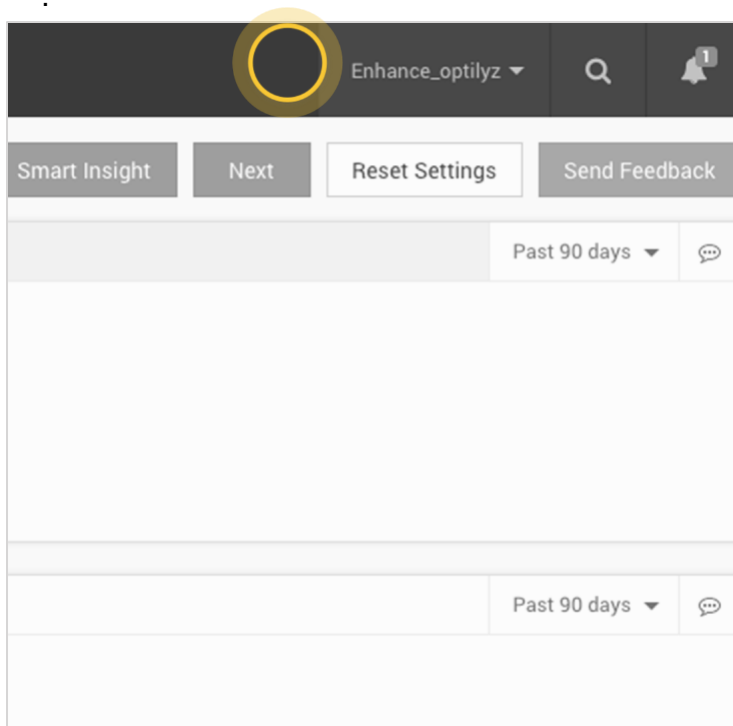 Enhance_optilyz
1
Smart Insight
Next
Reset Settings
Send Feedback
Past 90 days
Past 90 days